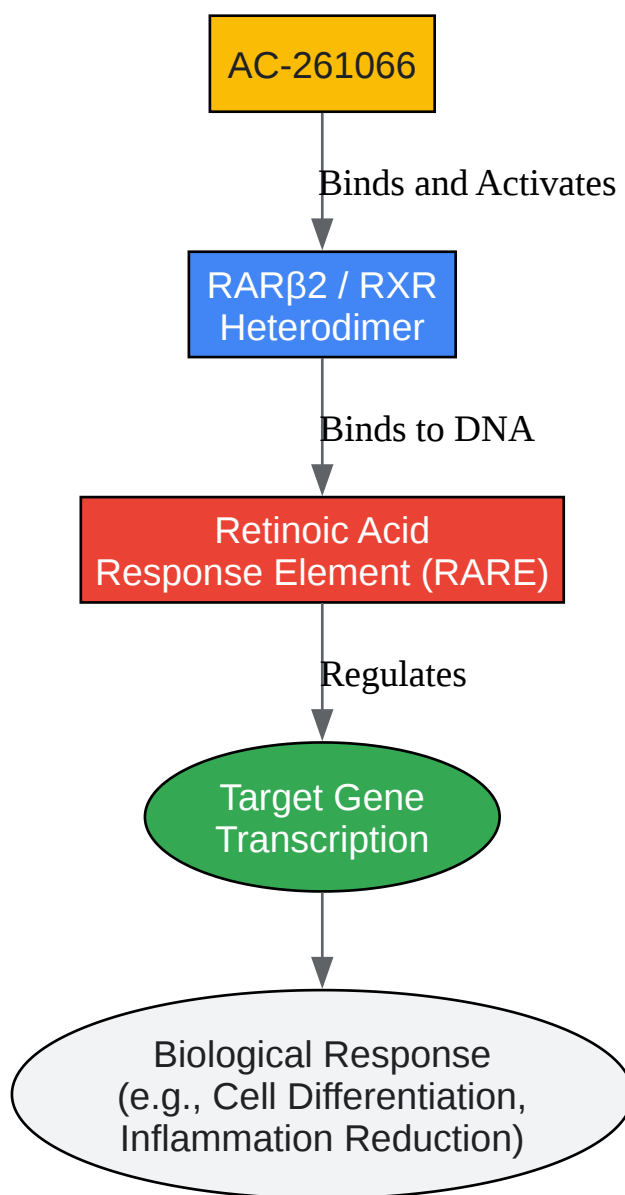 AC-261066
Binds and Activates
RARβ2 / RXR
Heterodimer
Binds to DNA
Retinoic Acid
Response Element (RARE)
Regulates
Target Gene
Transcription
Biological Response
(e.g., Cell Differentiation,
Inflammation Reduction)